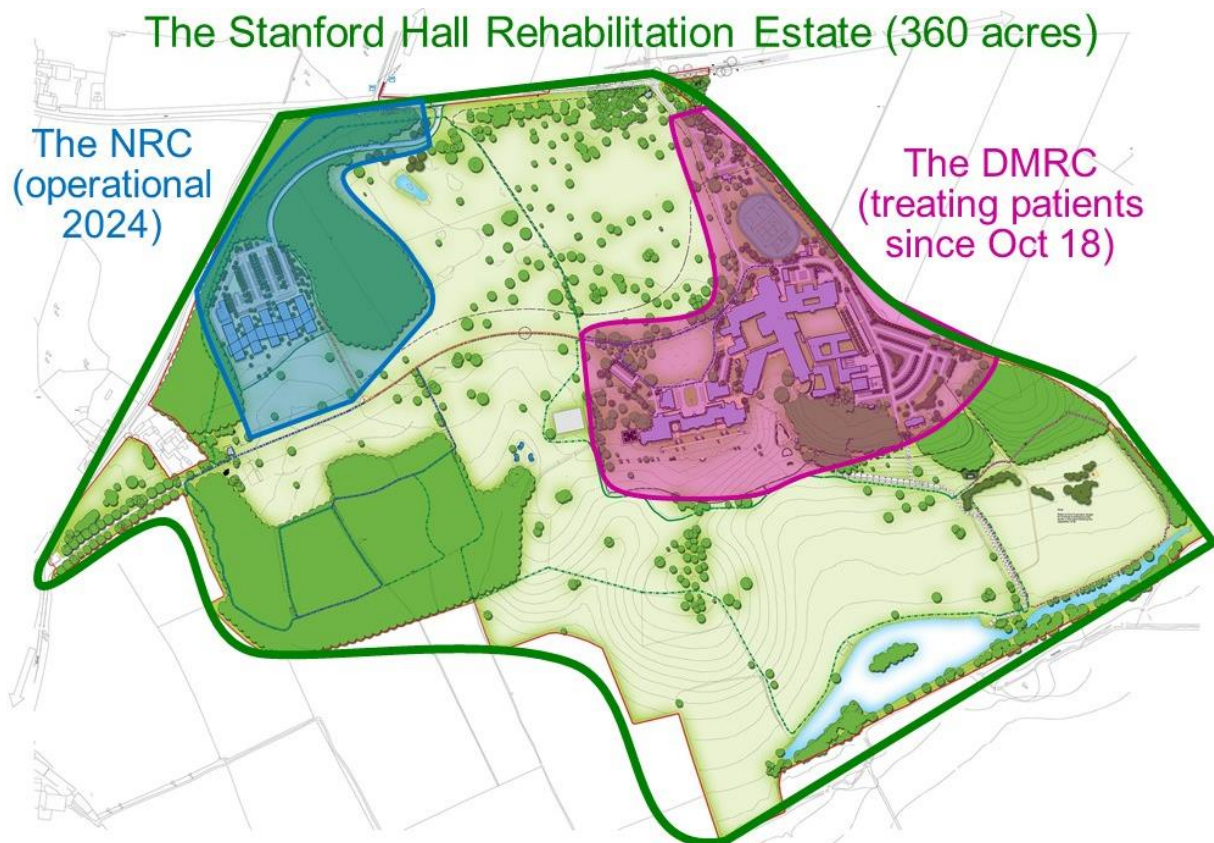 The Stanford Hall Rehabilitation Estate (360 acres)
The NRC
(operational
2024)
The DMRC
(treating patients
since Oct 18)